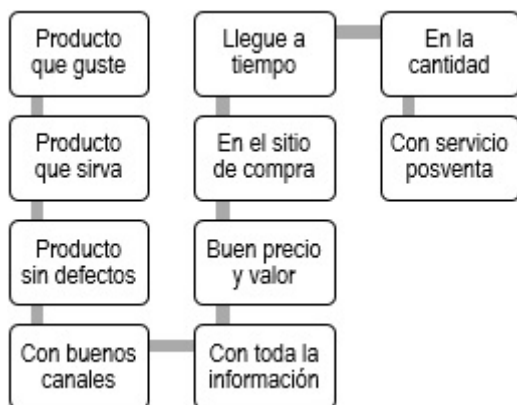 Producto
que guste
Producto
que sirva
Producto
sin defectos
Con buenos
canales
Con toda la
información
Buen precio
y valor
En el sitio
de compra
Llegue a
tiempo
En la
cantidad
Con servicio
posventa